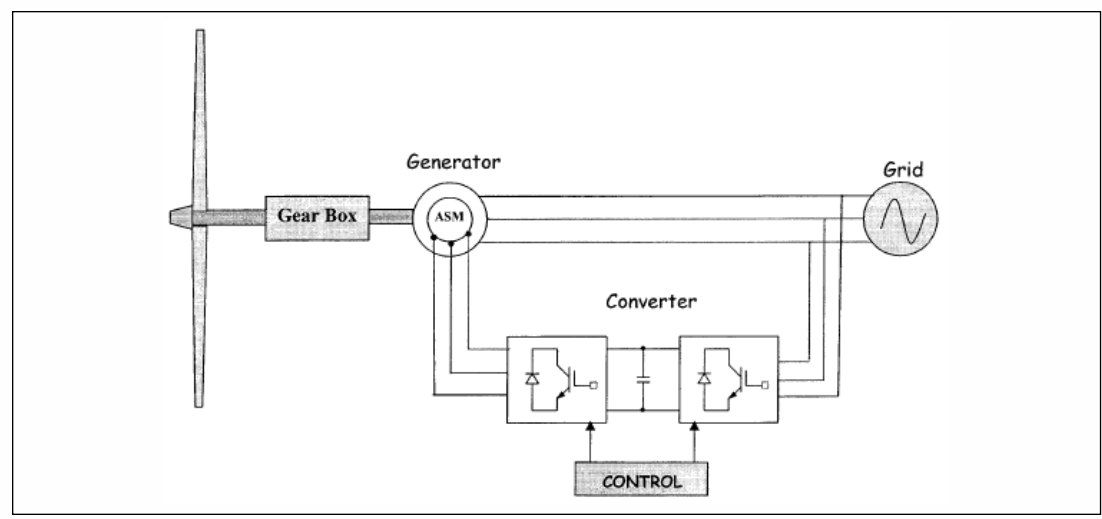 Generator
Grid
Gear Box
ASM
Converter
CONTROL